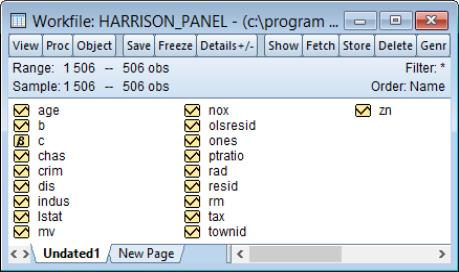 Workfile: HARRISON_PANEL - (c:\program ...
View Proc Object Save Freeze Details+/- Show Fetch Store Delete Genr
Range: 1 506 -- 506 obs Filter: *
Sample: 1 506 -- 506 obs Order: Name
age nox zn
b olsresid
β c ones
chas ptratio
crim rad
dis resid
indus rm
lstat tax
mv townid
Undated1 New Page